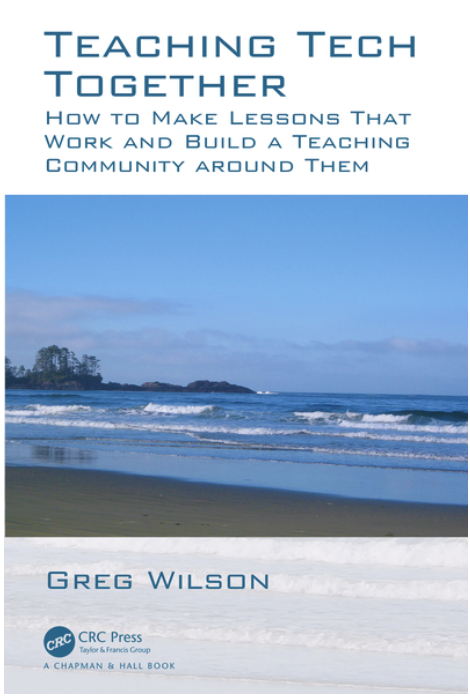 TEACHING TECH
TOGETHER
HOW TO MAKE LESSONS THAT
WORK AND BUILD A TEACHING
COMMUNITY AROUND THEM
GREG WILSON
CRC CRC Press
Taylor & Francis Group
A CHAPMAN & HALL BOOK